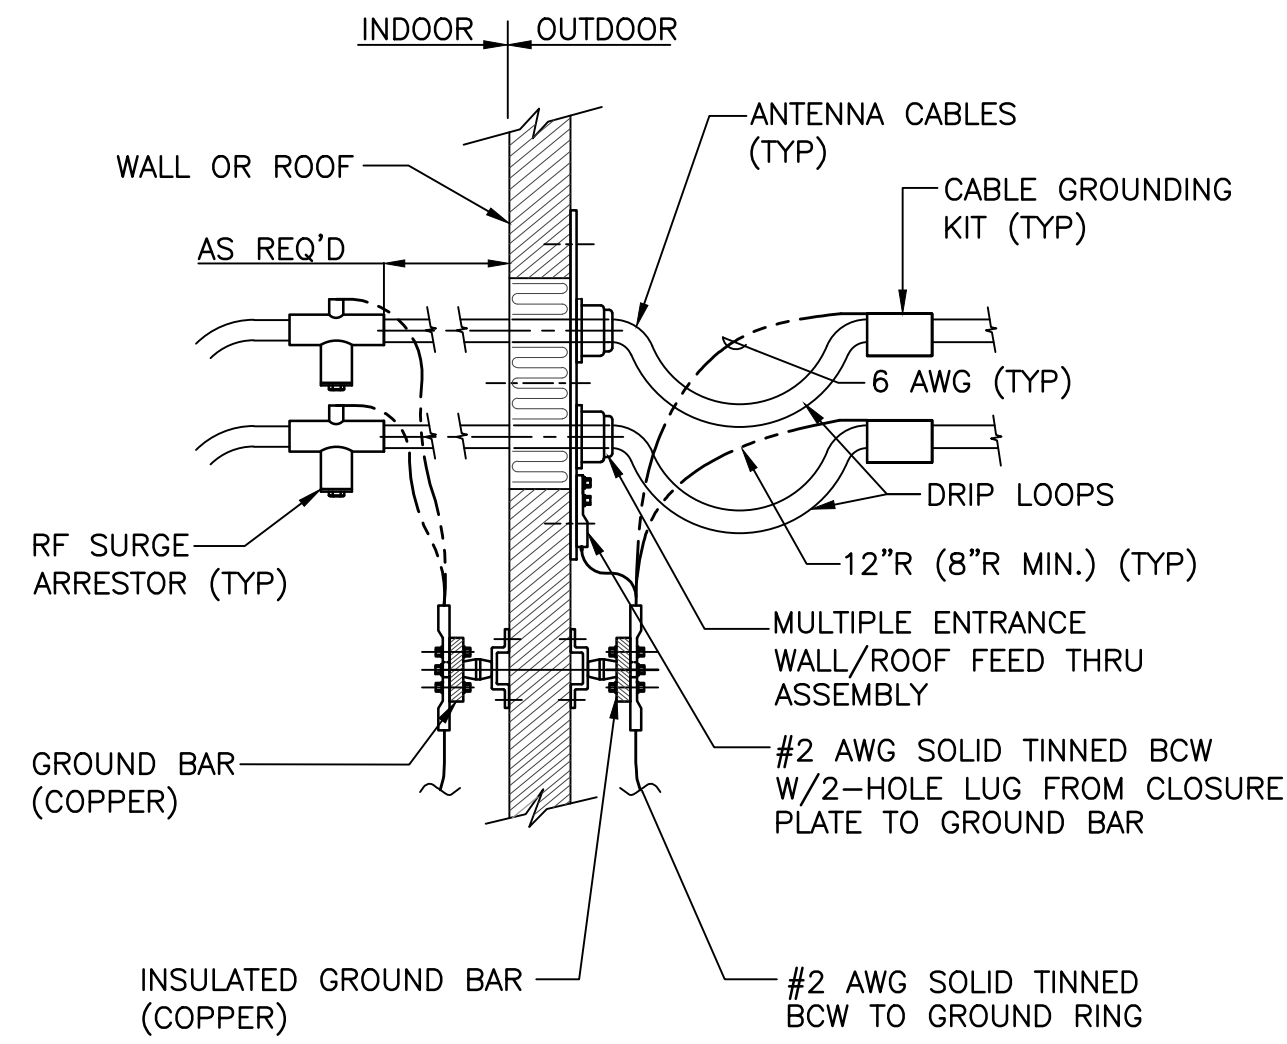 INDOOR OUTDOOR
ANTENNA CABLES
(TYP)
WALL OR ROOF
CABLE GROUNDING
KIT (TYP)
AS REQ'D
6 AWG (TYP)
DRIP LOOPS
RF SURGE
ARRESTOR (TYP)
12"R (8"R MIN.) (TYP)
MULTIPLE ENTRANCE
WALL/ROOF FEED THRU
ASSEMBLY
GROUND BAR
(COPPER)
#2 AWG SOLID TINNED BCW
W/2-HOLE LUG FROM CLOSURE
PLATE TO GROUND BAR
INSULATED GROUND BAR
(COPPER)
#2 AWG SOLID TINNED
BCW TO GROUND RING